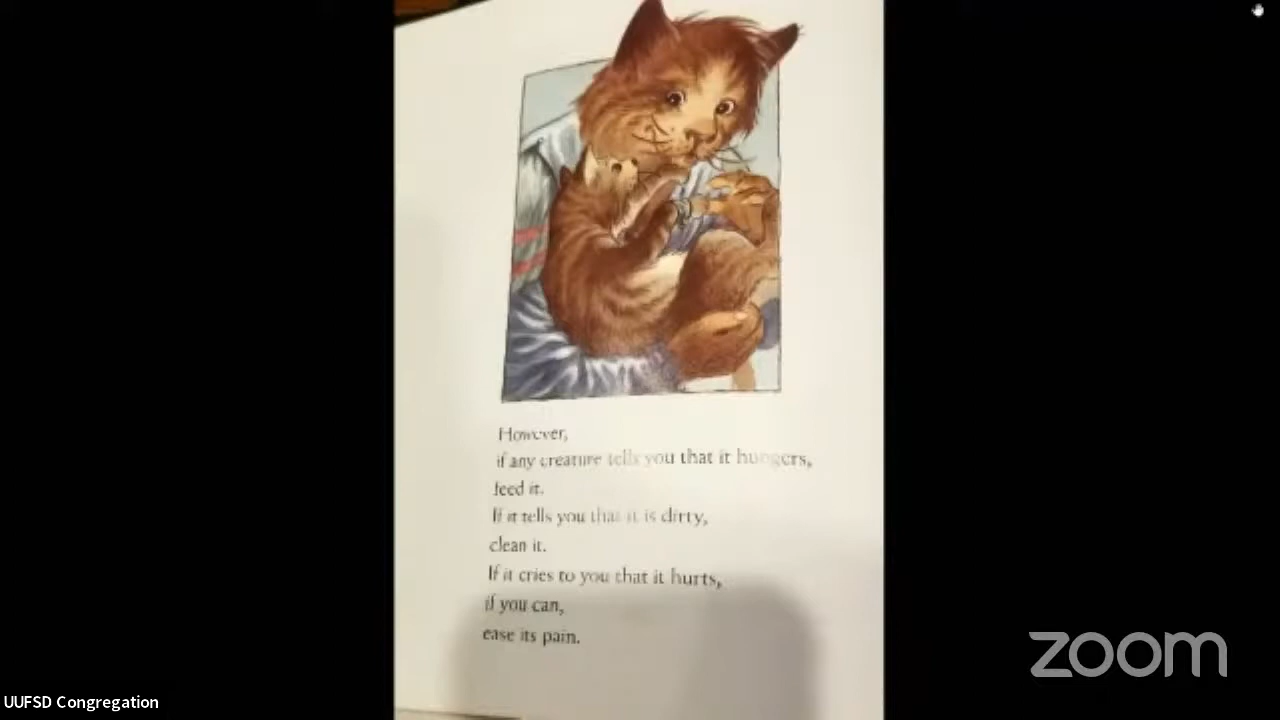 However,
if any creature tells you that it hungers,
feed it.
If it tells you that it is dirty,
clean it.
If it cries to you that it hurts,
if you can,
ease its pain.
zoom
UUFSD Congregation